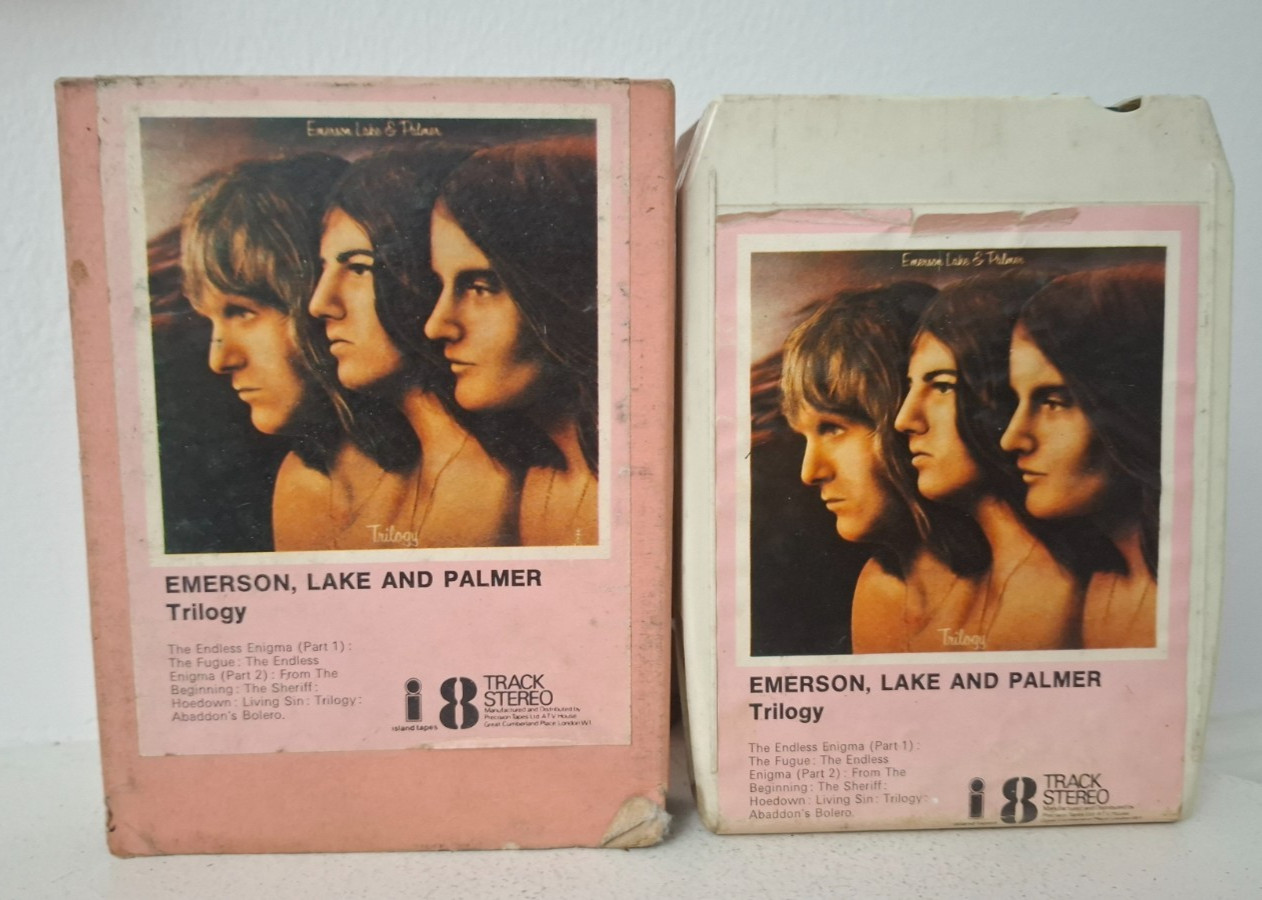 Emerson Lake & Palmer
Trilogy
EMERSON, LAKE AND PALMER
Trilogy
The Endless Enigma (Part 1) :
The Fugue : The Endless
Enigma (Part 2) : From The
Beginning : The Sheriff :
Hoedown : Living Sin : Trilogy :
Abaddon's Bolero.
i
island tapes
8
TRACK
STEREO
Manufactured and Distributed by
Precision Tapes Ltd ATV House
Great Cumberland Place London W1
Emerson Lake & Palmer
Trilogy
EMERSON, LAKE AND PALMER
Trilogy
The Endless Enigma (Part 1) :
The Fugue : The Endless
Enigma (Part 2) : From The
Beginning : The Sheriff :
Hoedown : Living Sin : Trilogy :
Abaddon's Bolero.
i
8
TRACK
STEREO
Manufactured and Distributed by